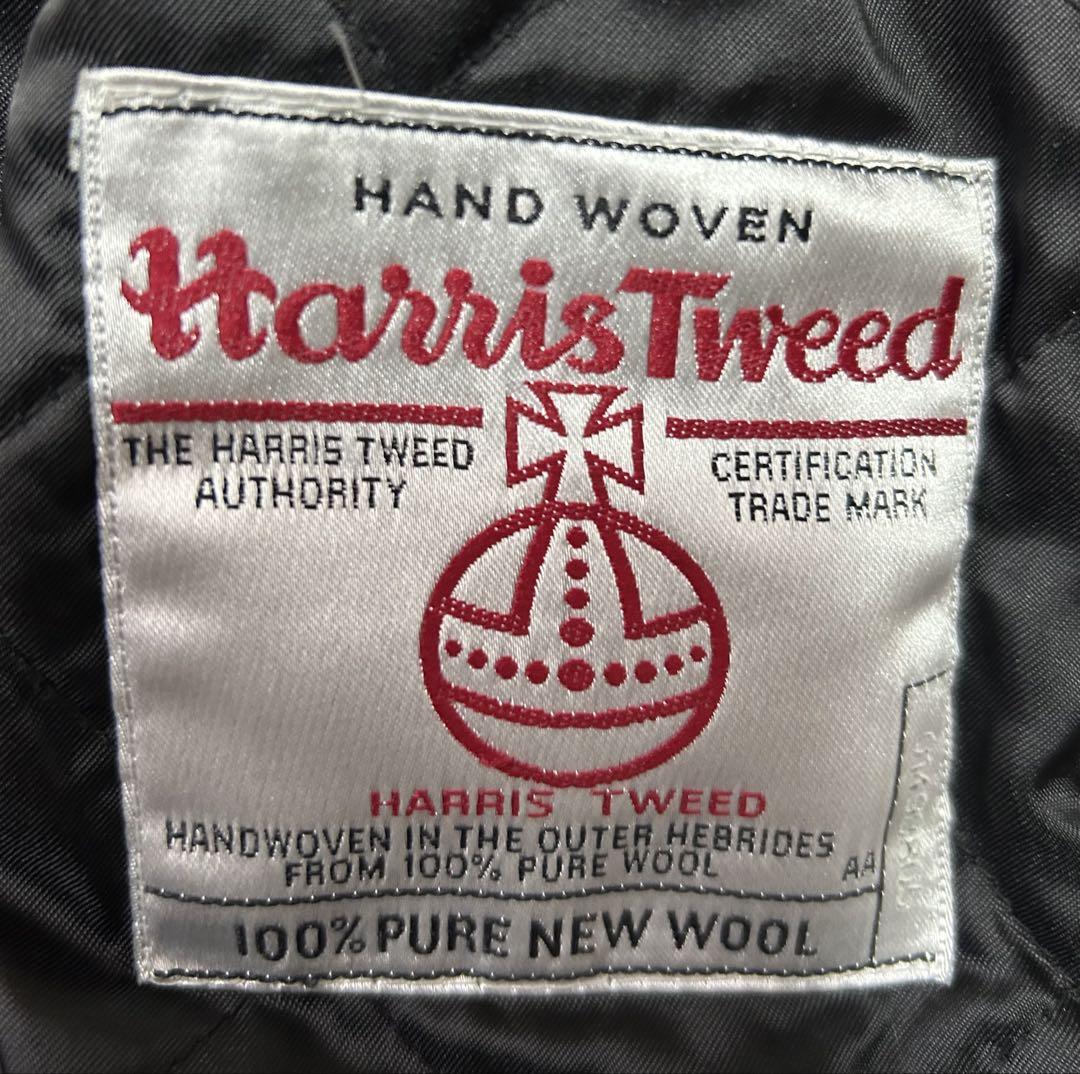 HAND WOVEN
Harris Tweed
THE HARRIS TWEED
AUTHORITY
CERTIFICATION
TRADE MARK
HARRIS TWEED
HANDWOVEN IN THE OUTER HEBRIDES
FROM 100% PURE WOOL
AA
100% PURE NEW WOOL